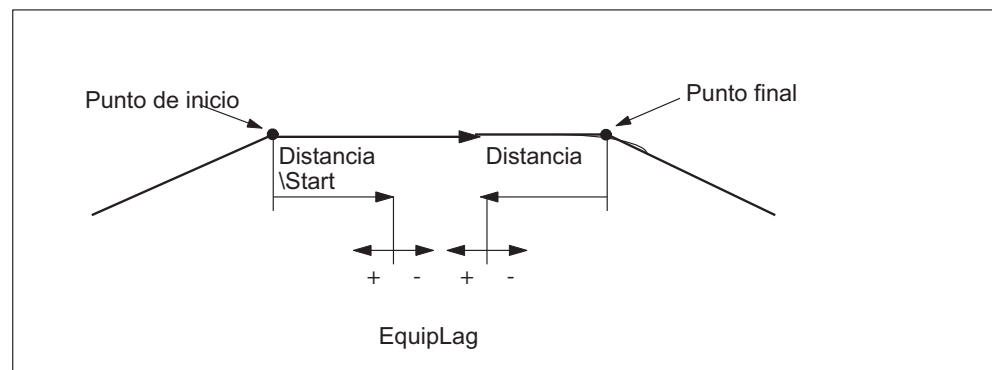 Punto de inicio
Punto final
Distancia
\Start
Distancia
+ - + -
EquipLag